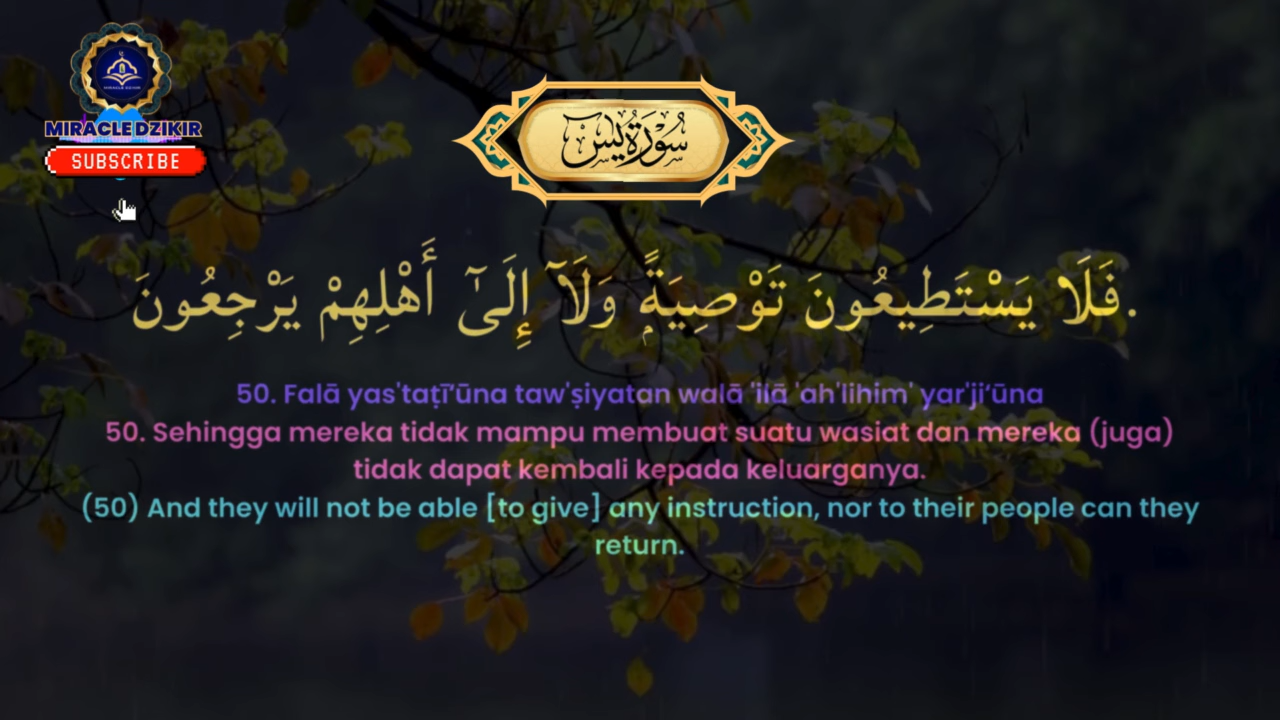 MIRACLE DZIKIR
SUBSCRIBE
سُورَةُ يٰسٓ
فَلَا يَسْتَطِيعُونَ تَوْصِيَةًۭ وَلَآ إِلَىٰٓ أَهْلِهِمْ يَرْجِعُونَ.
50. Falā yas'taṭī‘ūna taw'ṣiyatan walā 'ilā 'ah'lihim' yar'ji‘ūna
50. Sehingga mereka tidak mampu membuat suatu wasiat dan mereka (juga)
tidak dapat kembali kepada keluarganya.
(50) And they will not be able [to give] any instruction, nor to their people can they
return.